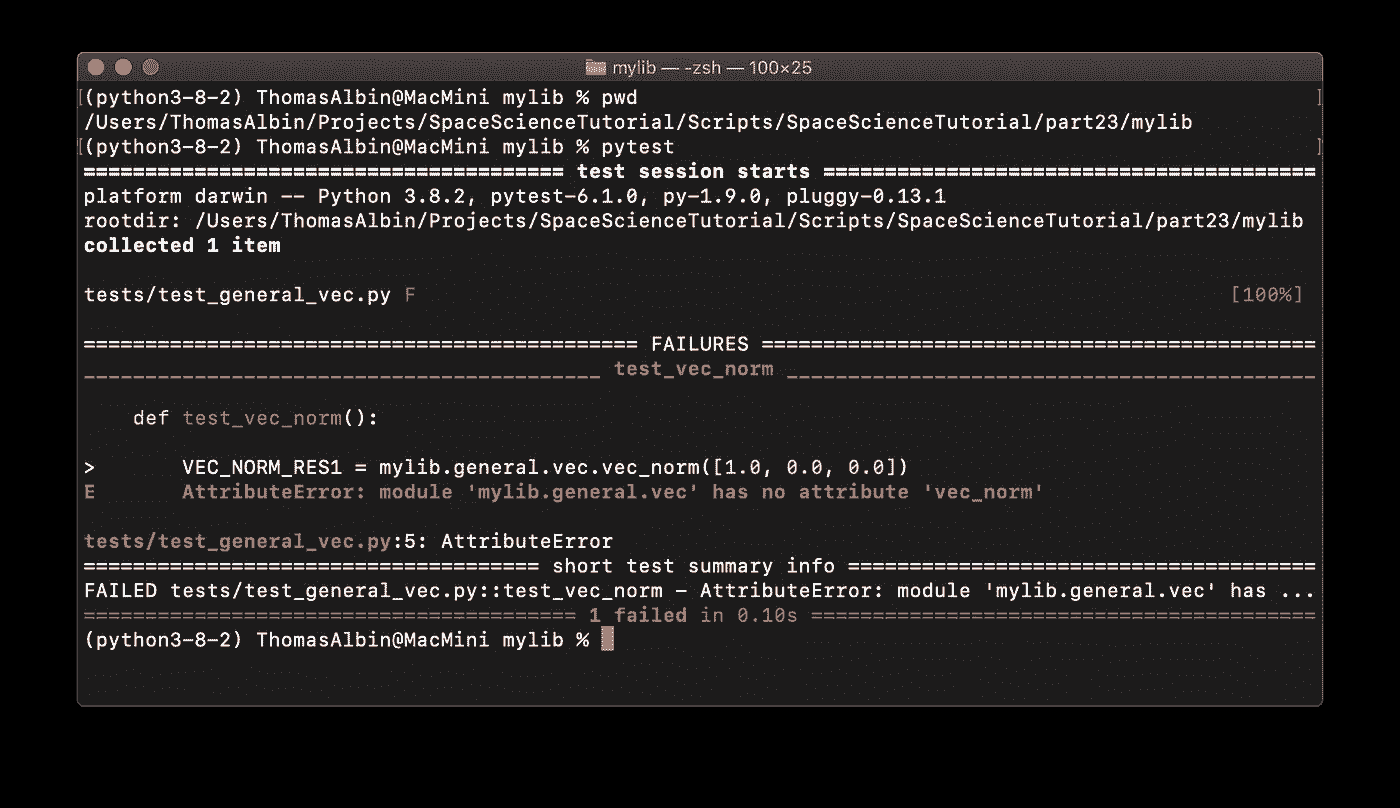 mylib — -zsh — 100×25
[(python3-8-2) ThomasAlbin@MacMini mylib % pwd ]
/Users/ThomasAlbin/Projects/SpaceScienceTutorial/Scripts/SpaceScienceTutorial/part23/mylib
[(python3-8-2) ThomasAlbin@MacMini mylib % pytest ]
======================================= test session starts ========================================
platform darwin -- Python 3.8.2, pytest-6.1.0, py-1.9.0, pluggy-0.13.1
rootdir: /Users/ThomasAlbin/Projects/SpaceScienceTutorial/Scripts/SpaceScienceTutorial/part23/mylib
collected 1 item
tests/test_general_vec.py F [100%]
============================================= FAILURES =============================================
__________________________________________ test_vec_norm ___________________________________________
def test_vec_norm():
> VEC_NORM_RES1 = mylib.general.vec.vec_norm([1.0, 0.0, 0.0])
E AttributeError: module 'mylib.general.vec' has no attribute 'vec_norm'
tests/test_general_vec.py:5: AttributeError
===================================== short test summary info ======================================
FAILED tests/test_general_vec.py::test_vec_norm - AttributeError: module 'mylib.general.vec' has ...
======================================== 1 failed in 0.10s =========================================
(python3-8-2) ThomasAlbin@MacMini mylib %